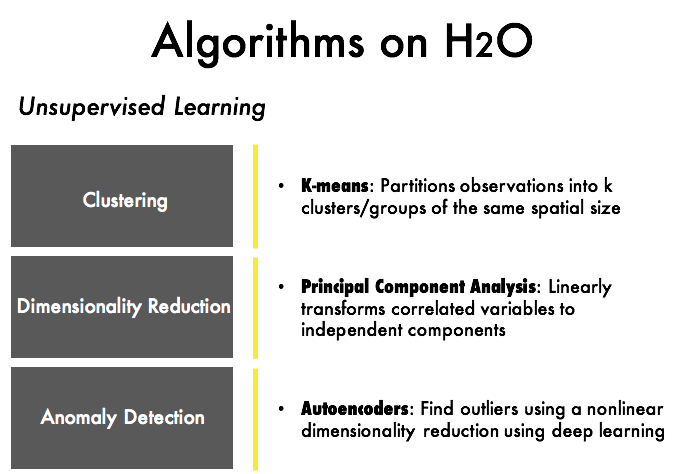 Algorithms on H2O
Unsupervised Learning
Clustering
• K-means: Partitions observations into k
clusters/groups of the same spatial size
Dimensionality Reduction
• Principal Component Analysis: Linearly
transforms correlated variables to
independent components
Anomaly Detection
• Autoencoders: Find outliers using a nonlinear
dimensionality reduction using deep learning